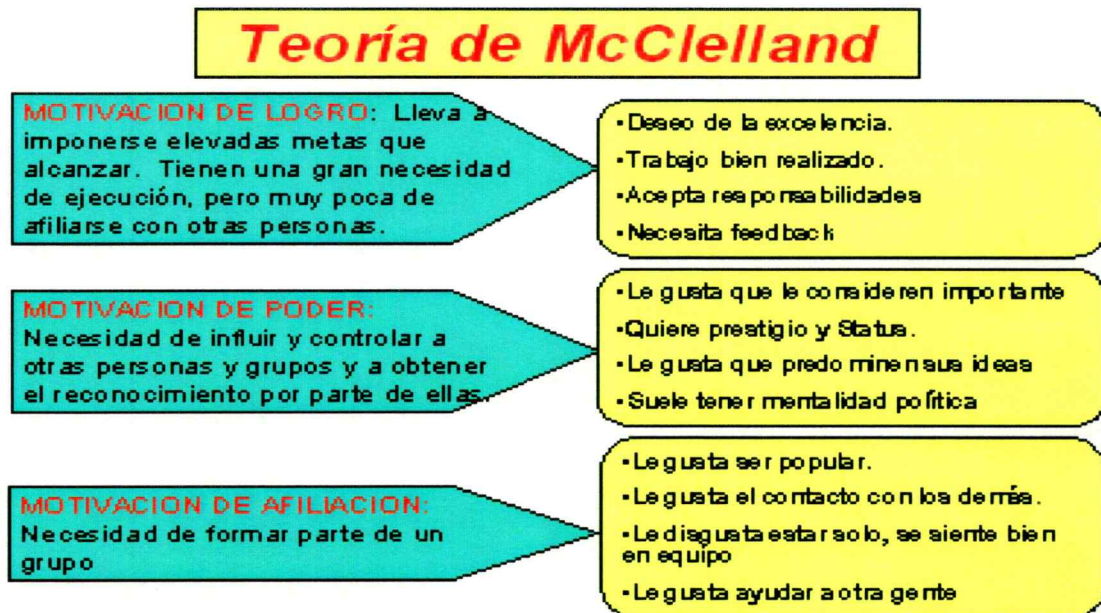 Teoría de McClelland
MOTIVACION DE LOGRO: Lleva a
imponerse elevadas metas que
alcanzar. Tienen una gran necesidad
de ejecución, pero muy poca de
afiliarse con otras personas.
•Deseo de la excelencia.
•Trabajo bien realizado.
•Acepta responsabilidades
•Necesita feedback
MOTIVACION DE PODER:
Necesidad de influir y controlar a
otras personas y grupos y a obtener
el reconocimiento por parte de ellas.
•Le gusta que le consideren importante
•Quiere prestigio y Status.
•Le gusta que predominen sus ideas
•Suele tener mentalidad política
MOTIVACION DE AFILIACION:
Necesidad de formar parte de un
grupo
•Le gusta ser popular.
•Le gusta el contacto con los demás.
•Le disgusta estar solo, se siente bien
en equipo
•Le gusta ayudar a otra gente